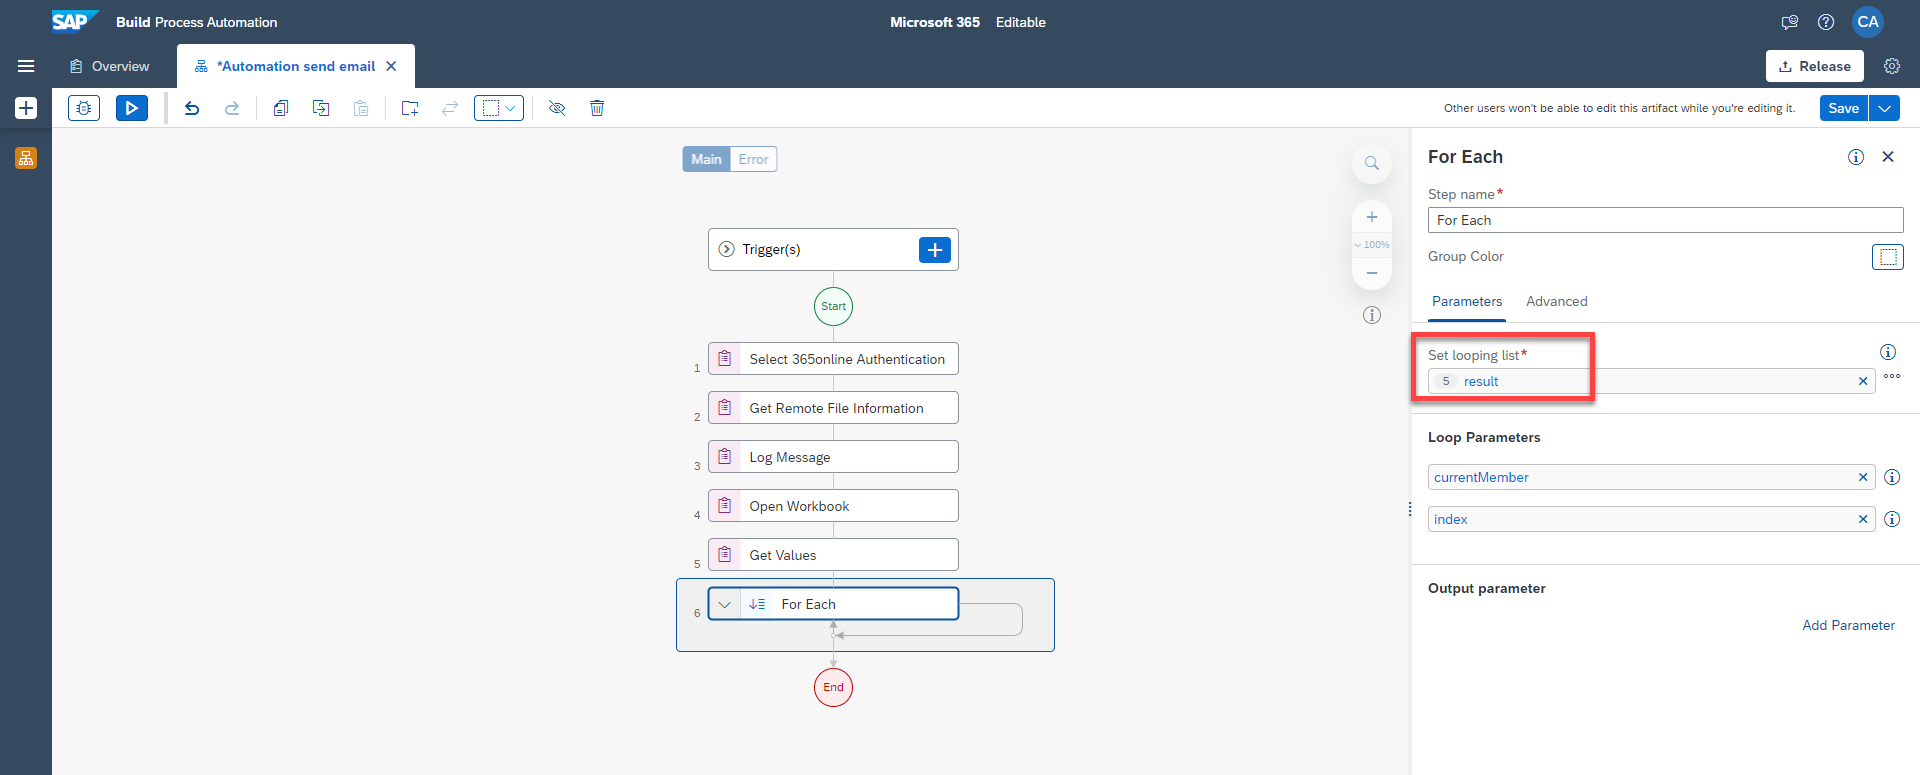 SAP Build Process Automation
Microsoft 365 Editable
CA
Overview
*Automation send email
Release
Other users won't be able to edit this artifact while you're editing it.
Save
Main Error
Trigger(s)
Start
1 Select 365online Authentication
2 Get Remote File Information
3 Log Message
4 Open Workbook
5 Get Values
6 For Each
End
100%
For Each
Step name*
For Each
Group Color
Parameters Advanced
Set looping list*
5 result
Loop Parameters
currentMember
index
Output parameter
Add Parameter